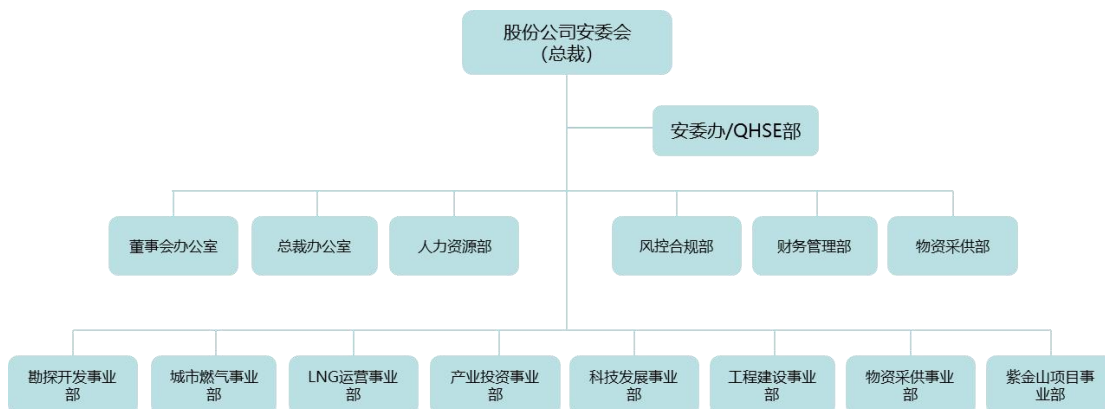 股份公司安委会
（总裁）
安委办/QHSE部
董事会办公室
总裁办公室
人力资源部
风控合规部
财务管理部
物资采供部
勘探开发事业
部
城市燃气事业
部
LNG运营事业
部
产业投资事业
部
科技发展事业
部
工程建设事业
部
物资采供事业
部
紫金山项目事
业部